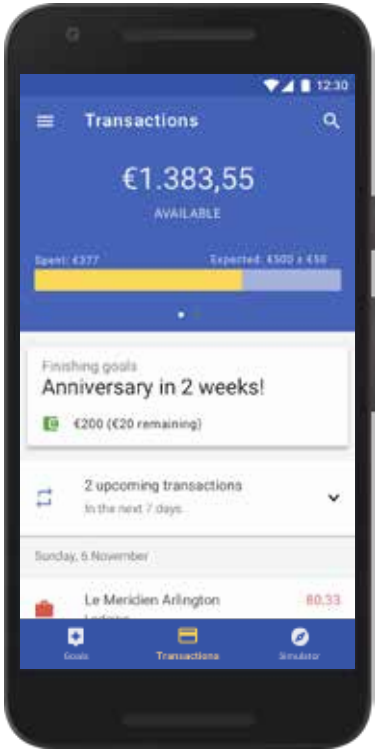 12:30
Transactions
€1.383,55
AVAILABLE
Spent: €377
Expected: €500 ± €50
Finishing goals
Anniversary in 2 weeks!
€200 (€20 remaining)
2 upcoming transactions
In the next 7 days
Sunday, 6 November
Le Meridien Arlington
80,33
Goals
Transactions
Simulator